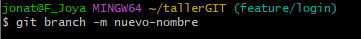 jonat@F_Joya MINGW64 ~/tallerGIT (feature/login)
$ git branch -m nuevo-nombre